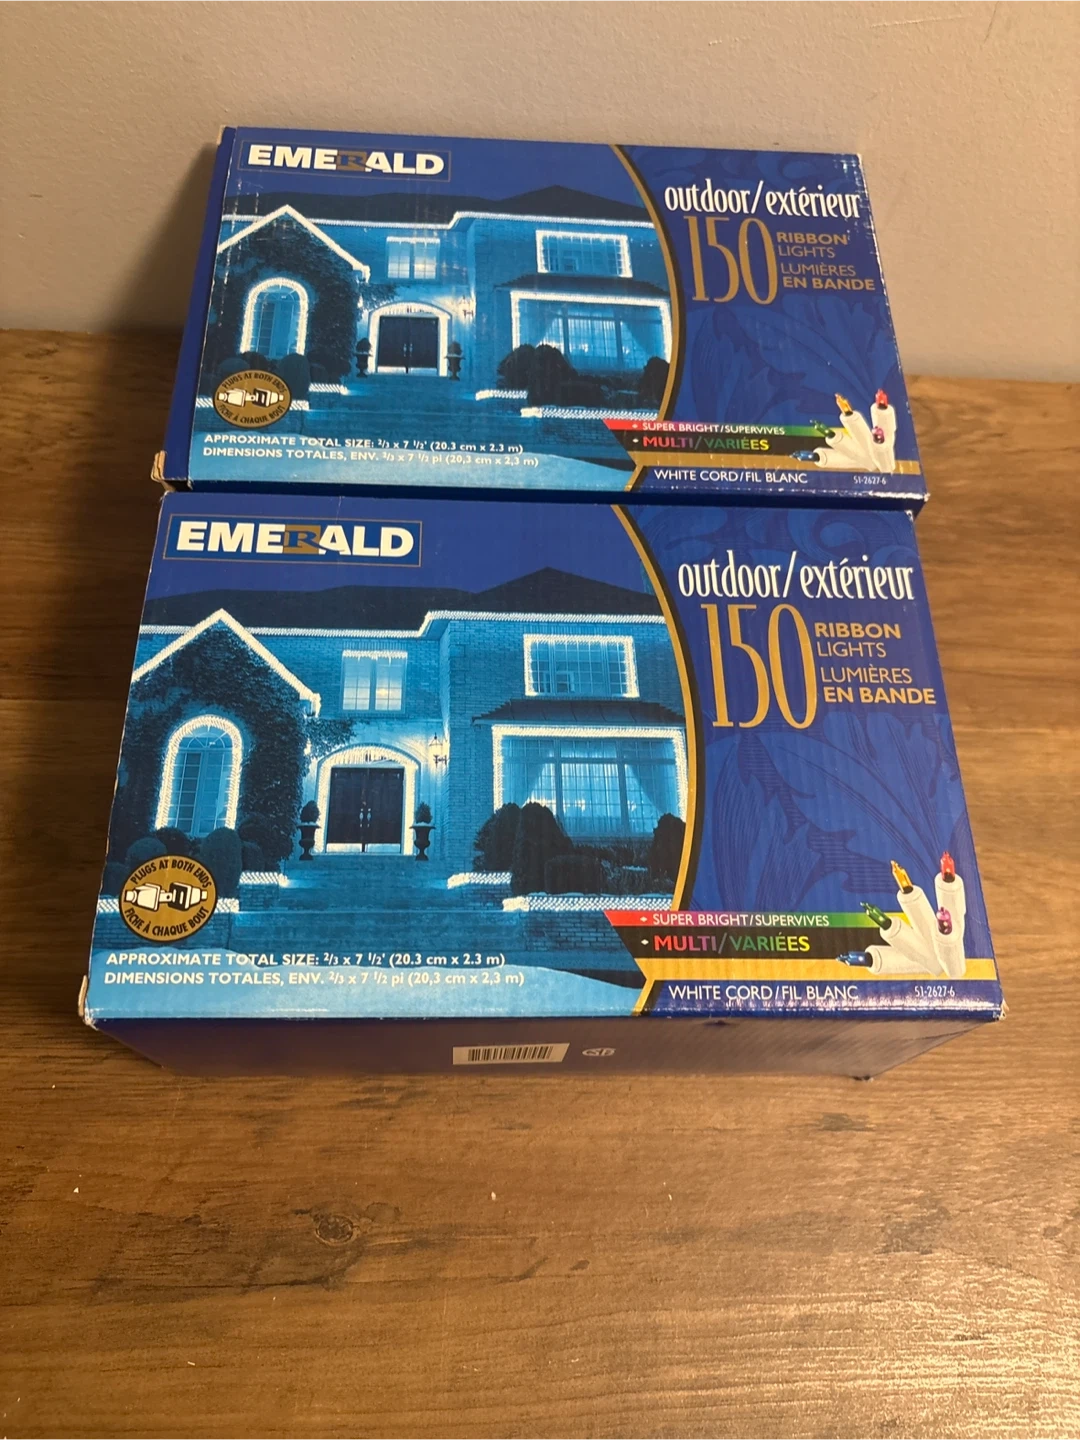 EMERALD
outdoor/extérieur
150
RIBBON
LIGHTS
LUMIÈRES
EN BANDE
PLUGS AT BOTH ENDS
FICHE À CHAQUE BOUT
APPROXIMATE TOTAL SIZE: 2/3 x 7 1/2' (20.3 cm x 2.3 m)
DIMENSIONS TOTALES, ENV. 2/3 x 7 1/2 pi (20,3 cm x 2,3 m)
• SUPER BRIGHT/SUPERVIVES
• MULTI/VARIÉES
WHITE CORD/FIL BLANC
51-2627-6
EMERALD
outdoor/extérieur
150
RIBBON
LIGHTS
LUMIÈRES
EN BANDE
PLUGS AT BOTH ENDS
FICHE À CHAQUE BOUT
APPROXIMATE TOTAL SIZE: 2/3 x 7 1/2' (20.3 cm x 2.3 m)
DIMENSIONS TOTALES, ENV. 2/3 x 7 1/2 pi (20,3 cm x 2,3 m)
• SUPER BRIGHT/SUPERVIVES
• MULTI/VARIÉES
WHITE CORD/FIL BLANC
51-2627-6